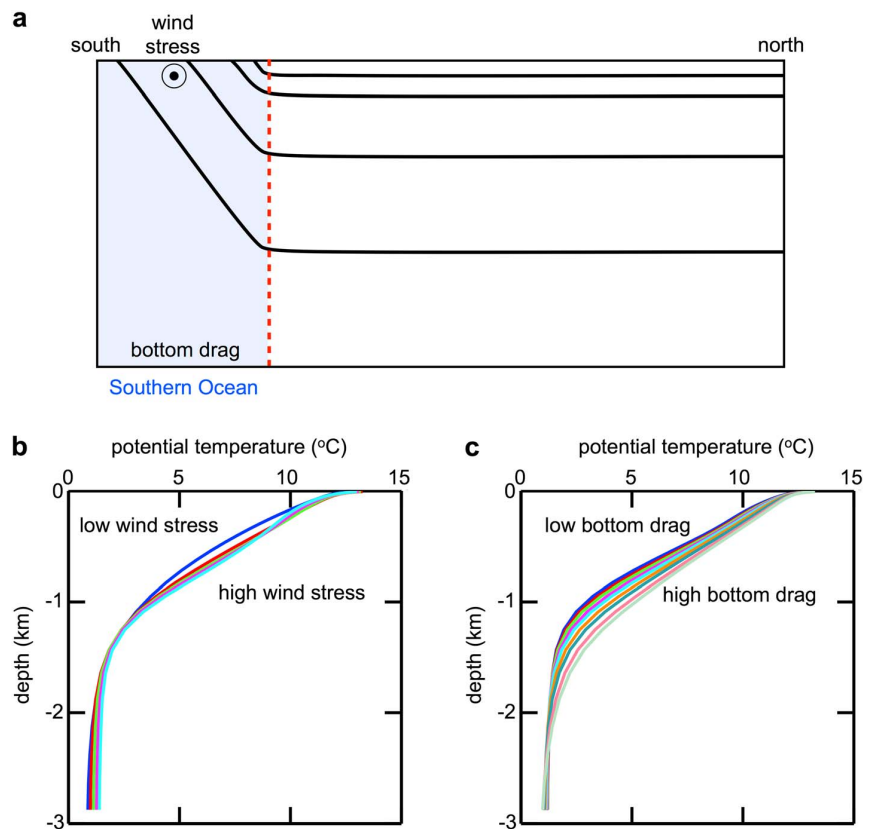 a
wind
south stress north
bottom drag
Southern Ocean
b
potential temperature (°C)
0 5 10 15
0
low wind stress
high wind stress
-1
depth (km)
-2
-3
c
potential temperature (°C)
0 5 10 15
0
low bottom drag
high bottom drag
-1
depth (km)
-2
-3